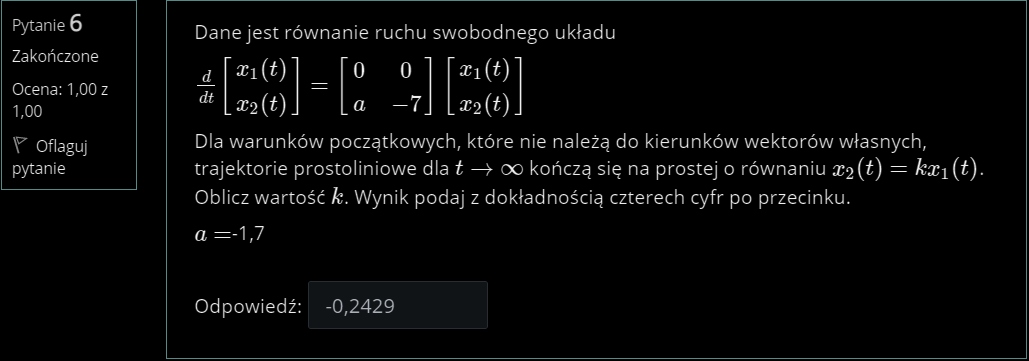 Pytanie 6
Zakończone
Ocena: 1,00 z
1,00
Oflaguj
pytanie
Dane jest równanie ruchu swobodnego układu
d/dt [x₁(t) x₂(t)] = [0 0 a −7] [x₁(t) x₂(t)]
Dla warunków początkowych, które nie należą do kierunków wektorów własnych,
trajektorie prostoliniowe dla t → ∞ kończą się na prostej o równaniu x₂(t) = kx₁(t).
Oblicz wartość k. Wynik podaj z dokładnością czterech cyfr po przecinku.
a =-1,7
Odpowiedź: -0,2429